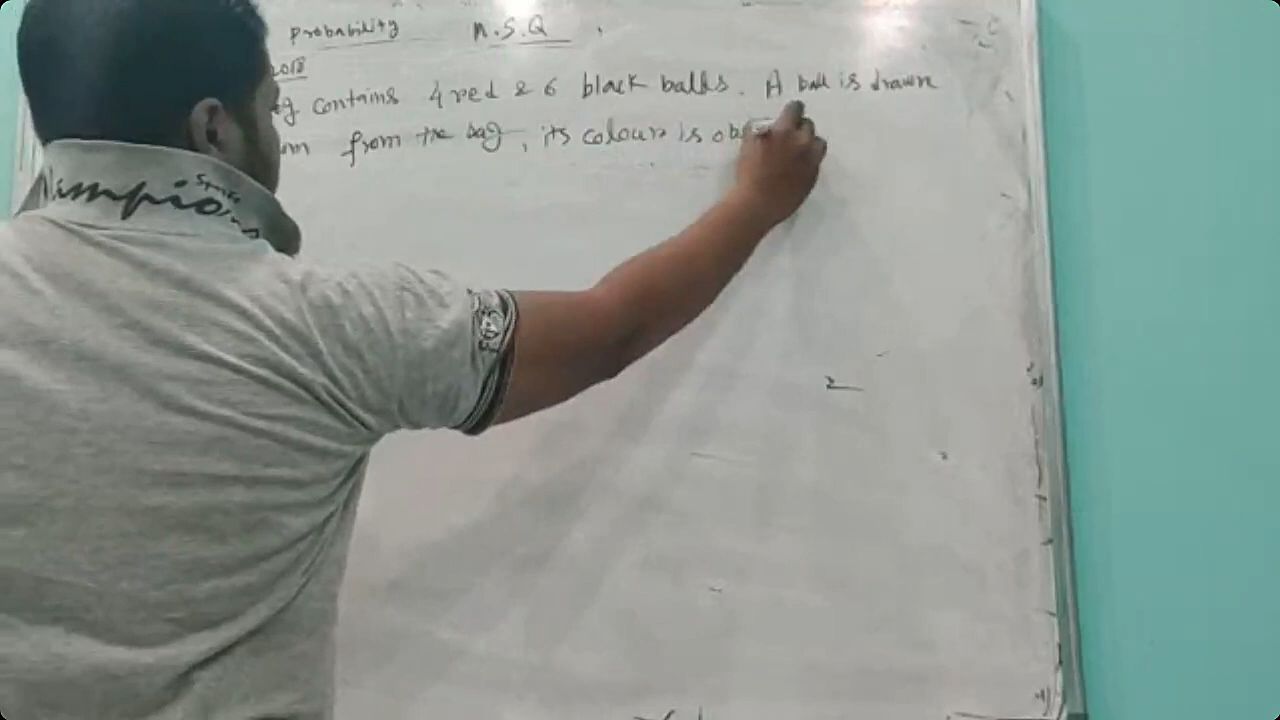 probability M.S.Q
2018
contains 4 red & 6 black balls. A ball is drawn
from the bag, its colour is